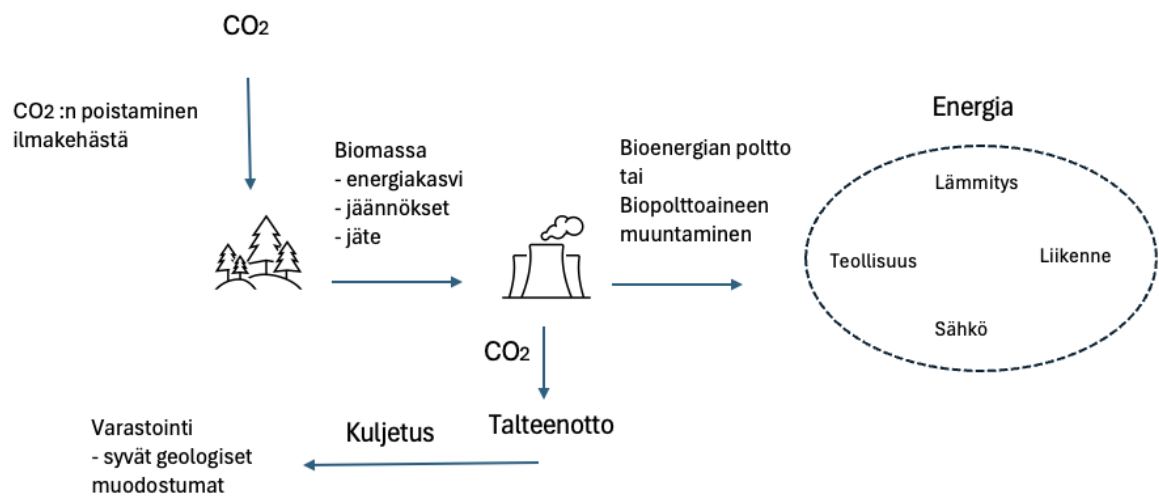 CO2
CO2 :n poistaminen
ilmakehästä
Biomassa
- energiakasvi
- jäännökset
- jäte
Bioenergian poltto
tai
Biopolttoaineen
muuntaminen
Energia
Lämmitys
Teollisuus
Liikenne
Sähkö
CO2
Talteenotto
Kuljetus
Varastointi
- syvät geologiset
muodostumat